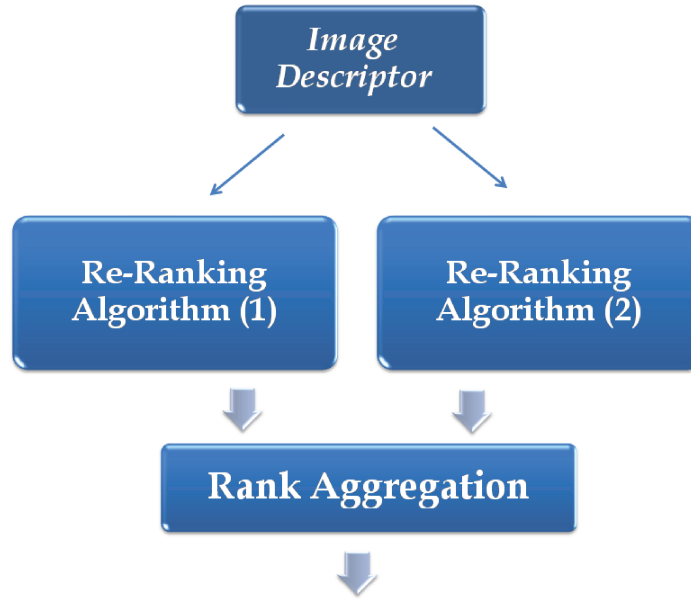 Image
Descriptor
Re-Ranking
Algorithm (1)
Re-Ranking
Algorithm (2)
Rank Aggregation